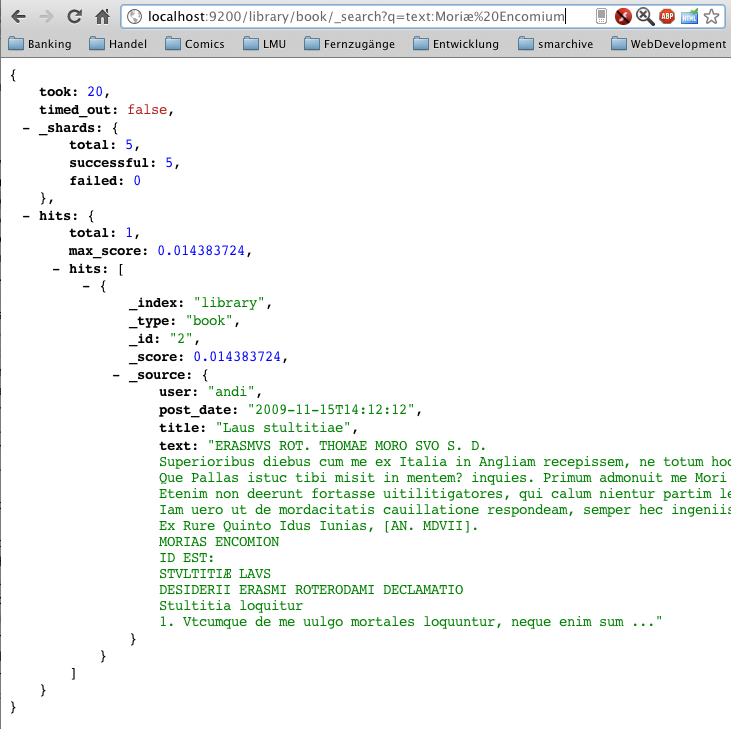 localhost:9200/library/book/_search?q=text:Moriæ%20Encomium
ABP
Banking Handel Comics LMU Fernzugänge Entwicklung smarchive WebDevelopment
{
took: 20,
timed_out: false,
- _shards: {
total: 5,
successful: 5,
failed: 0
},
- hits: {
total: 1,
max_score: 0.014383724,
- hits: [
- {
_index: "library",
_type: "book",
_id: "2",
_score: 0.014383724,
- _source: {
user: "andi",
post_date: "2009-11-15T14:12:12",
title: "Laus stultitiae",
text: "ERASMVS ROT. THOMAE MORO SVO S. D.
Superioribus diebus cum me ex Italia in Angliam recepissem, ne totum hoc
Que Pallas istuc tibi misit in mentem? inquies. Primum admonuit me Mori
Etenim non deerunt fortasse uitilitigatores, qui calum nientur partim le
Iam uero ut de mordacitatis cauillatione respondeam, semper hec ingeniis
Ex Rure Quinto Idus Iunias, [AN. MDVII].
MORIAS ENCOMION
ID EST:
STVLTITIÆ LAVS
DESIDERII ERASMI ROTERODAMI DECLAMATIO
Stultitia loquitur
1. Vtcumque de me uulgo mortales loquuntur, neque enim sum ..."
}
}
]
}
}